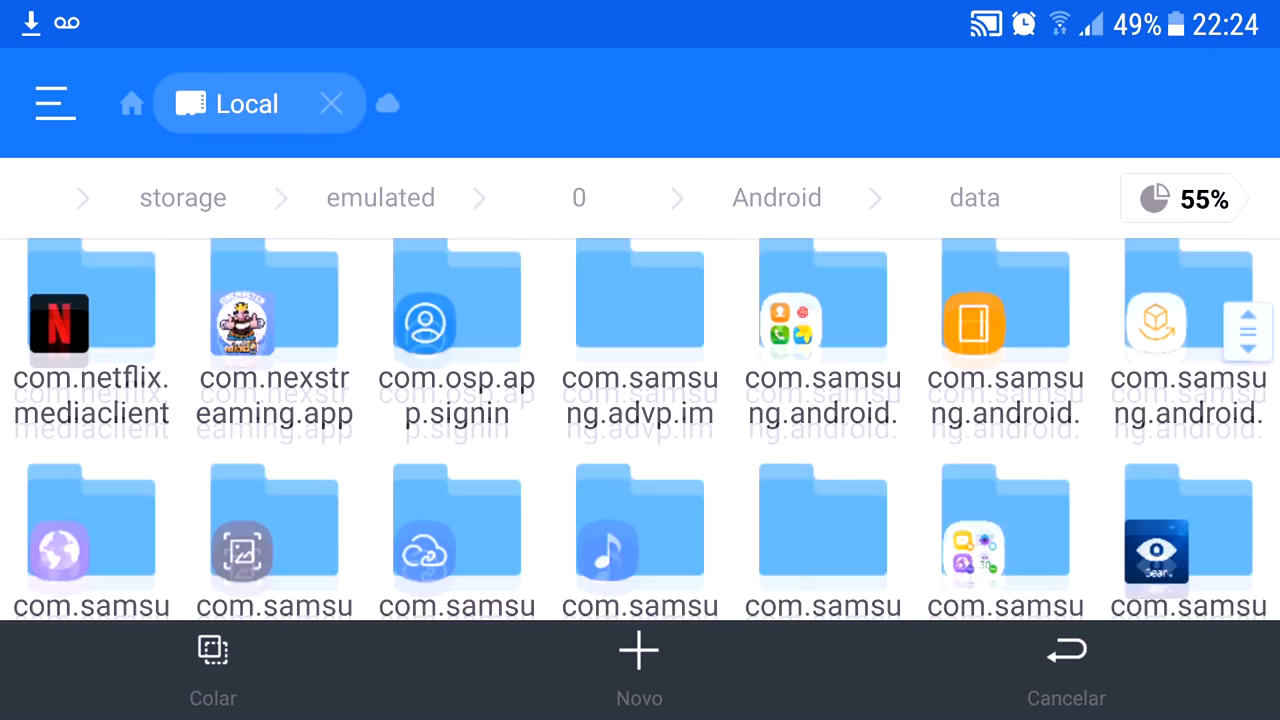 49% 22:24
Local
storage emulated 0 Android data 55%
com.netflix. com.nexstr com.osp.ap com.samsu com.samsu com.samsu com.samsu
mediaclient eaming.app p.signin ng.advp.im ng.android. ng.android. ng.android.
com.samsu com.samsu com.samsu com.samsu com.samsu com.samsu com.samsu
Colar Novo Cancelar